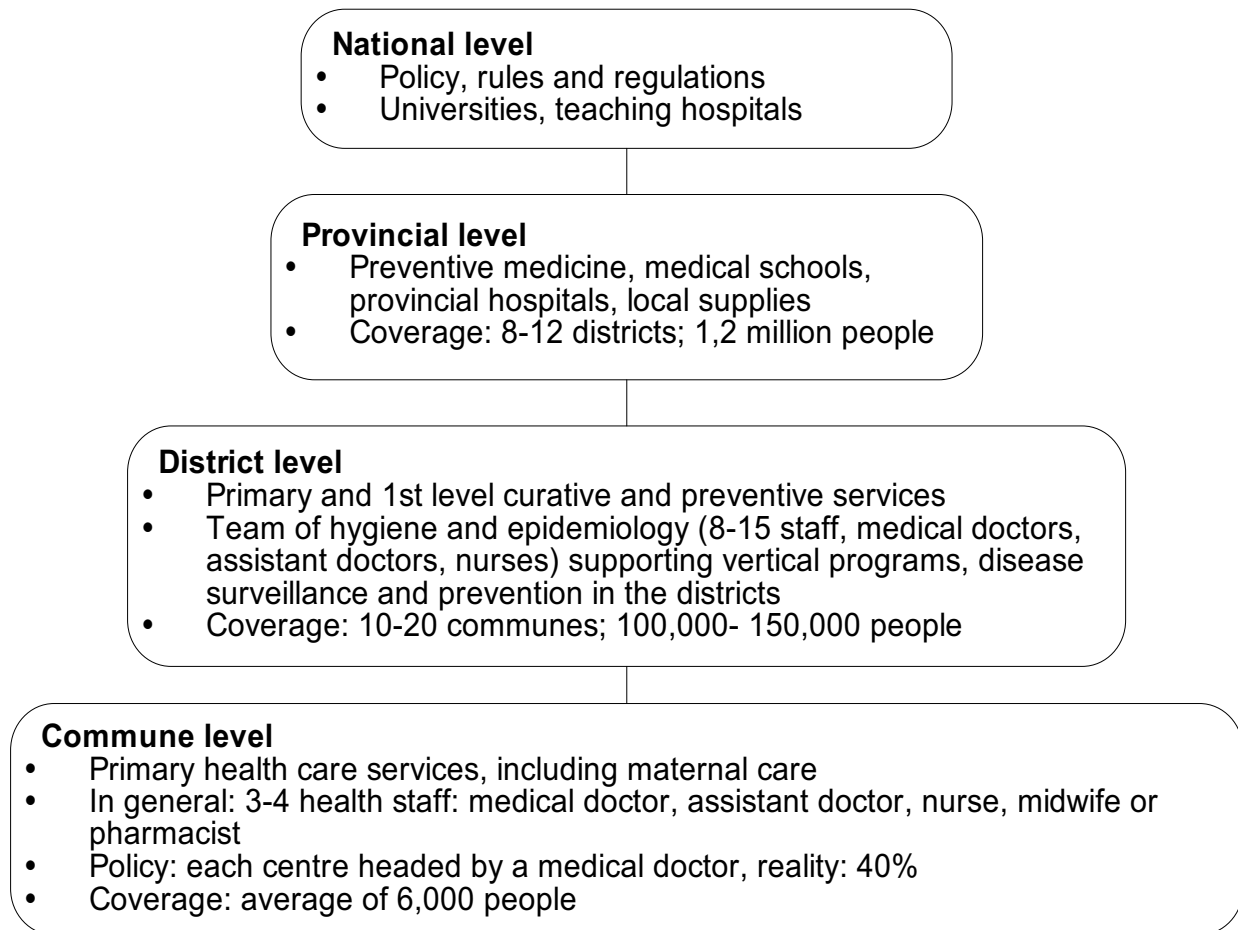 National level
• Policy, rules and regulations
• Universities, teaching hospitals
Provincial level
• Preventive medicine, medical schools,
provincial hospitals, local supplies
• Coverage: 8-12 districts; 1,2 million people
District level
• Primary and 1st level curative and preventive services
• Team of hygiene and epidemiology (8-15 staff, medical doctors,
assistant doctors, nurses) supporting vertical programs, disease
surveillance and prevention in the districts
• Coverage: 10-20 communes; 100,000- 150,000 people
Commune level
• Primary health care services, including maternal care
• In general: 3-4 health staff: medical doctor, assistant doctor, nurse, midwife or
pharmacist
• Policy: each centre headed by a medical doctor, reality: 40%
• Coverage: average of 6,000 people